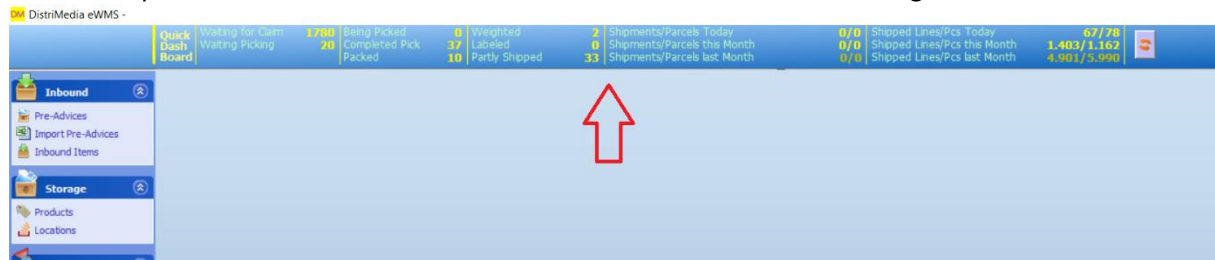 DM DistriMedia eWMS -
Quick Dash Board
Waiting for Claim 1780 Being Picked 0 Weighted 2 Shipments/Parcels Today 0/0 Shipped Lines/Pcs Today 67/78
Waiting Picking 20 Completed Pick 37 Labeled 0 Shipments/Parcels this Month 0/0 Shipped Lines/Pcs this Month 1.403/1.162
Packed 10 Partly Shipped 33 Shipments/Parcels last Month 0/0 Shipped Lines/Pcs last Month 4.901/5.990
Inbound
Pre-Advices
Import Pre-Advices
Inbound Items
Storage
Products
Locations